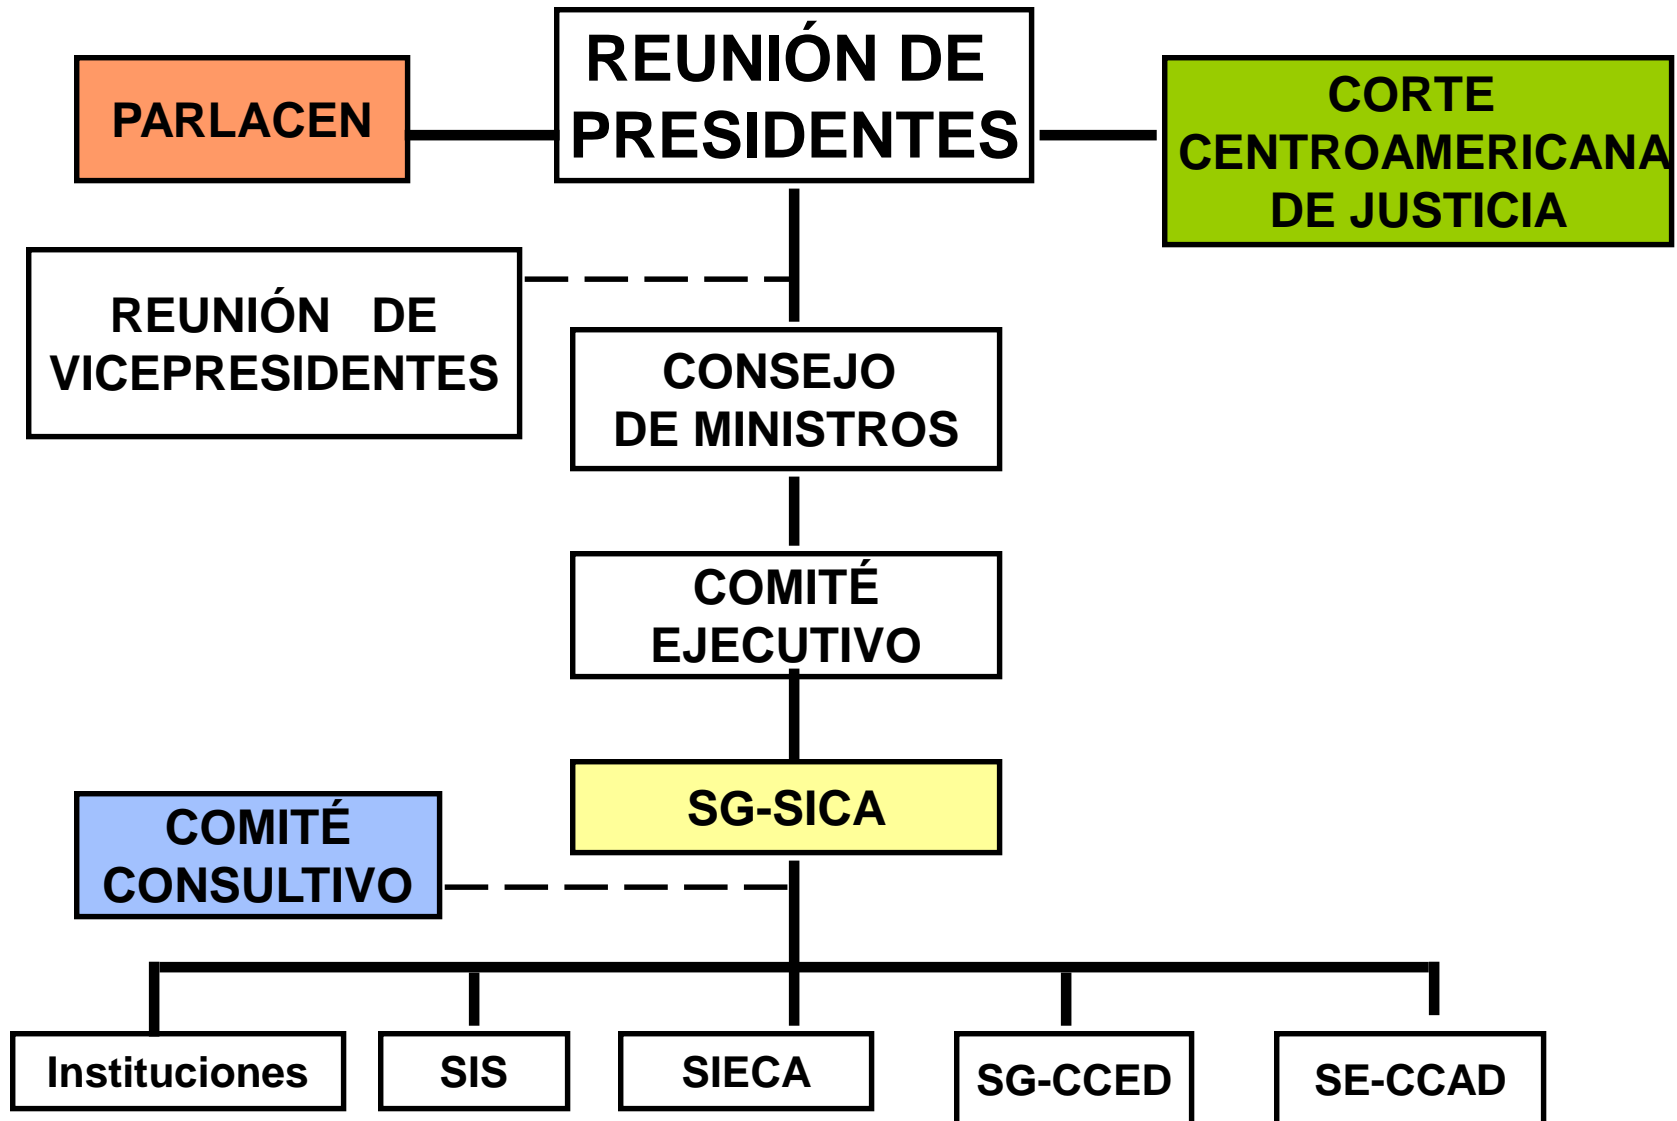 REUNIÓN DE
PRESIDENTES
PARLACEN
CORTE
CENTROAMERICANA
DE JUSTICIA
REUNIÓN DE
VICEPRESIDENTES
CONSEJO
DE MINISTROS
COMITÉ
EJECUTIVO
SG-SICA
COMITÉ
CONSULTIVO
Instituciones
SIS
SIECA
SG-CCED
SE-CCAD